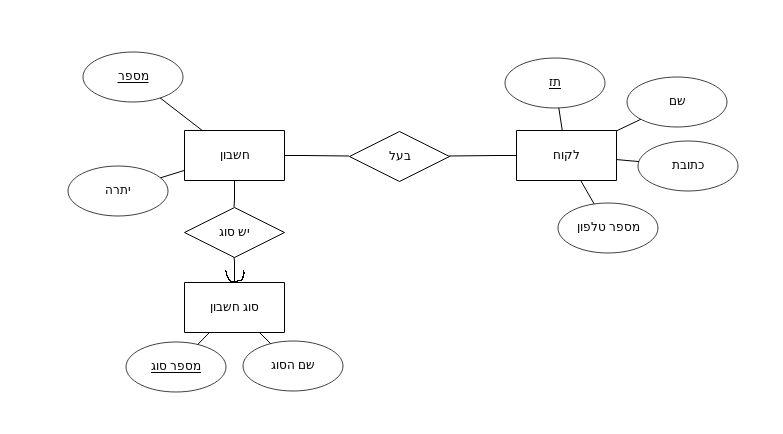 תז
מספר
שם
לקוח
בעל
חשבון
כתובת
יתרה
מספר טלפון
יש סוג
סוג חשבון
שם הסוג
מספר סוג